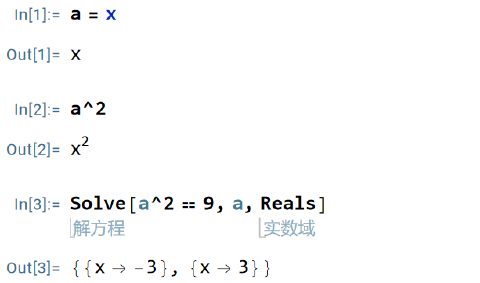 In[1]:= a = x
Out[1]= x
In[2]:= a^2
Out[2]= x²
In[3]:= Solve[a^2 == 9, a, Reals]
解方程 实数域
Out[3]= {{x → -3}, {x → 3}}